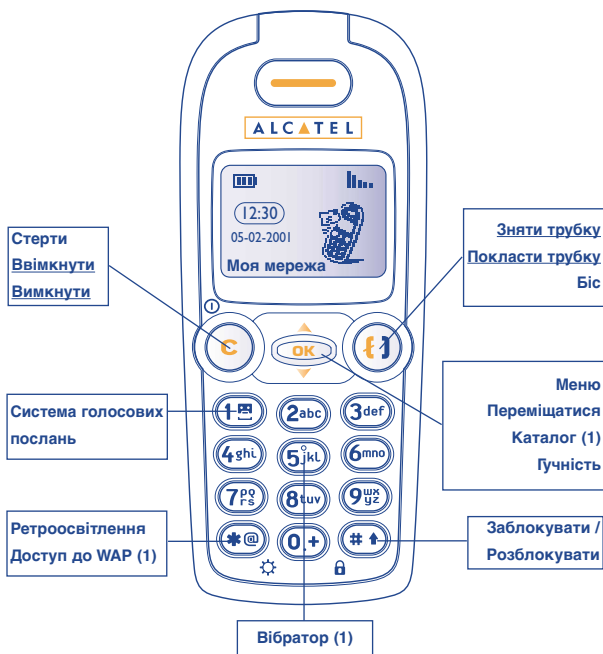 ALCATEL
12:30
05-02-2001
Моя мережа
Стерти
Ввімкнути
Вимкнути
Зняти трубку
Покласти трубку
Біс
C
OK
Меню
Переміщатися
Каталог (1)
Гучність
Система голосових
послань
1
2abc
3def
4ghi
5jkl
6mno
7pqrs
8tuv
9wxyz
Ретроосвітлення
Доступ до WAP (1)
*@
0.+
#
Заблокувати /
Розблокувати
Вібратор (1)